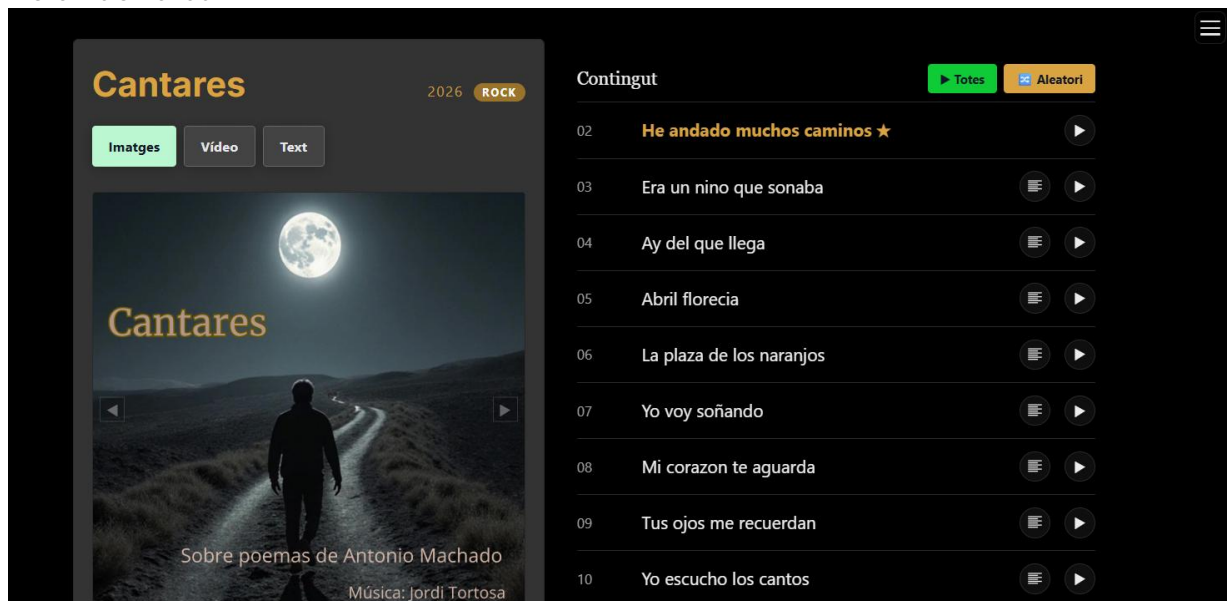 Cantares
2026 ROCK
Imatges Vídeo Text
Cantares
Sobre poemas de Antonio Machado
Música: Jordi Tortosa
Contingut
Totes
Aleatori
02 He andado muchos caminos ★
03 Era un nino que sonaba
04 Ay del que llega
05 Abril florecia
06 La plaza de los naranjos
07 Yo voy soñando
08 Mi corazon te aguarda
09 Tus ojos me recuerdan
10 Yo escucho los cantos